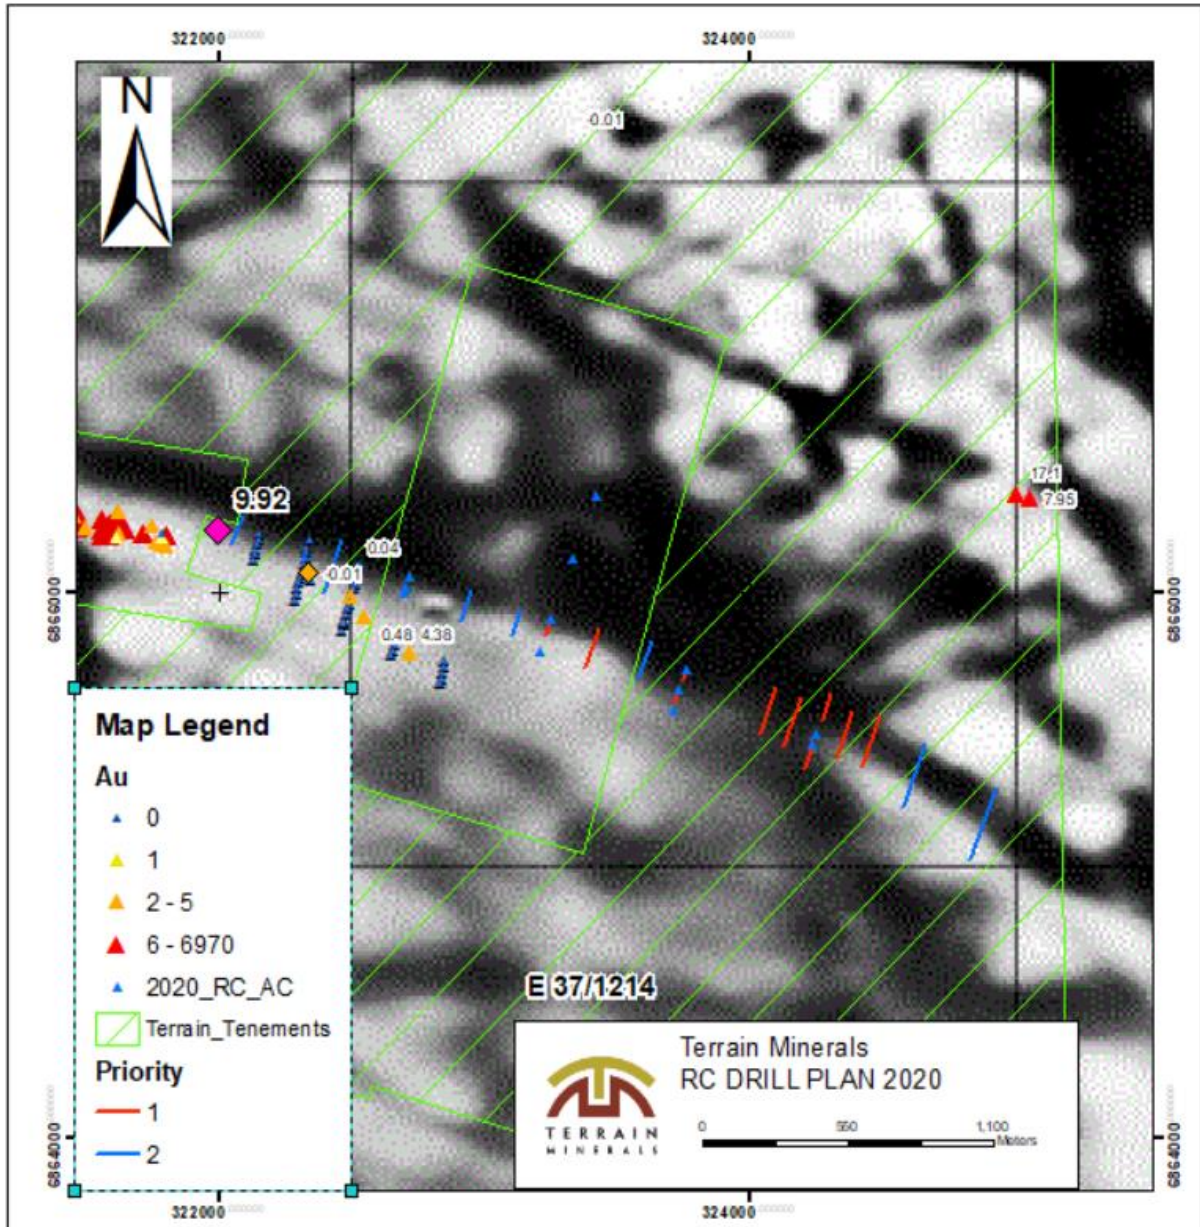 322000
324000
N
-0.01
17.1
7.95
9.92
0.04
-0.01
0.48 4.38
6866000
6866000
Map Legend
Au
0
1
2 - 5
6 - 6970
2020_RC_AC
Terrain_Tenements
Priority
1
2
E 37/1214
Terrain Minerals
RC DRILL PLAN 2020
0 550 1,100
Meters
TERRAIN
MINERALS
6864000
6864000
322000
324000